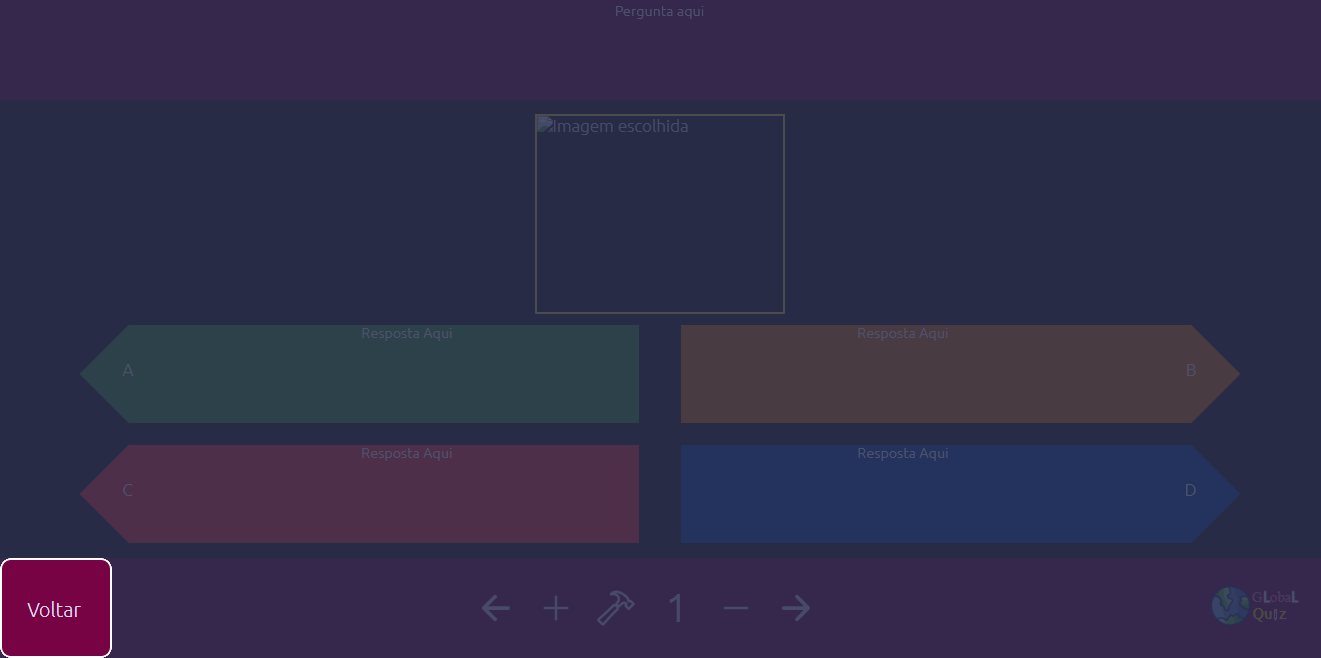 Pergunta aqui
Imagem escolhida
Resposta Aqui
A
Resposta Aqui
B
Resposta Aqui
C
Resposta Aqui
D
Voltar
1
GLobaL
Quiz